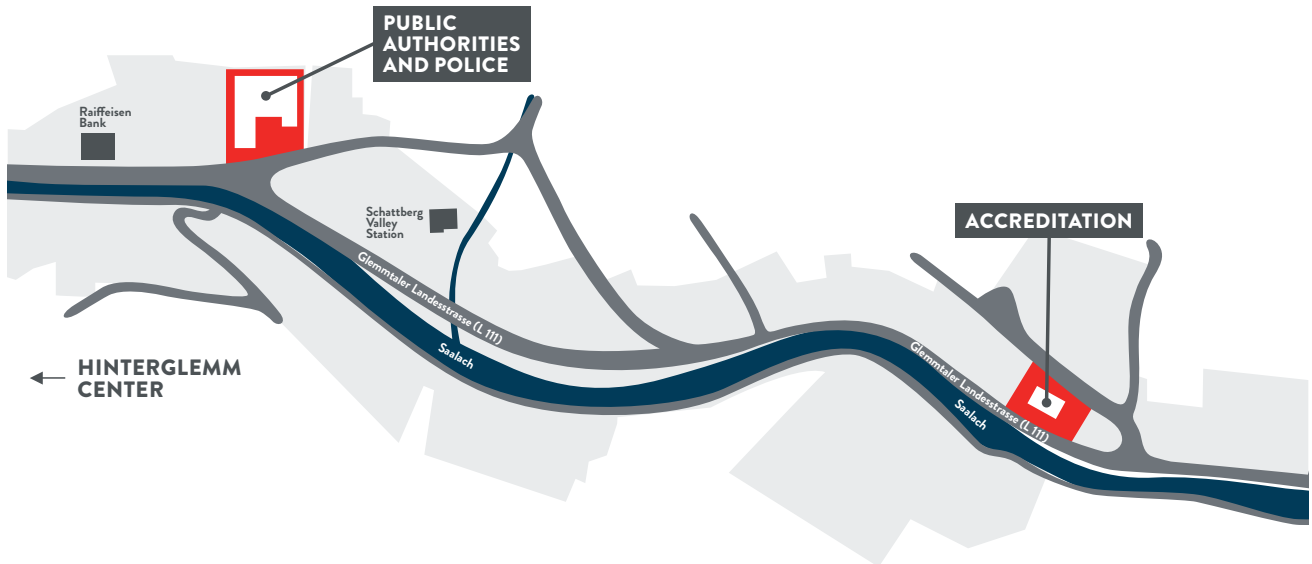 PUBLIC
AUTHORITIES
AND POLICE
Raiffeisen
Bank
Schattberg
Valley
Station
ACCREDITATION
Glemmtaler Landesstrasse (L 111)
Saalach
Glemmtaler Landesstrasse (L 111)
Saalach
HINTERGLEMM
CENTER